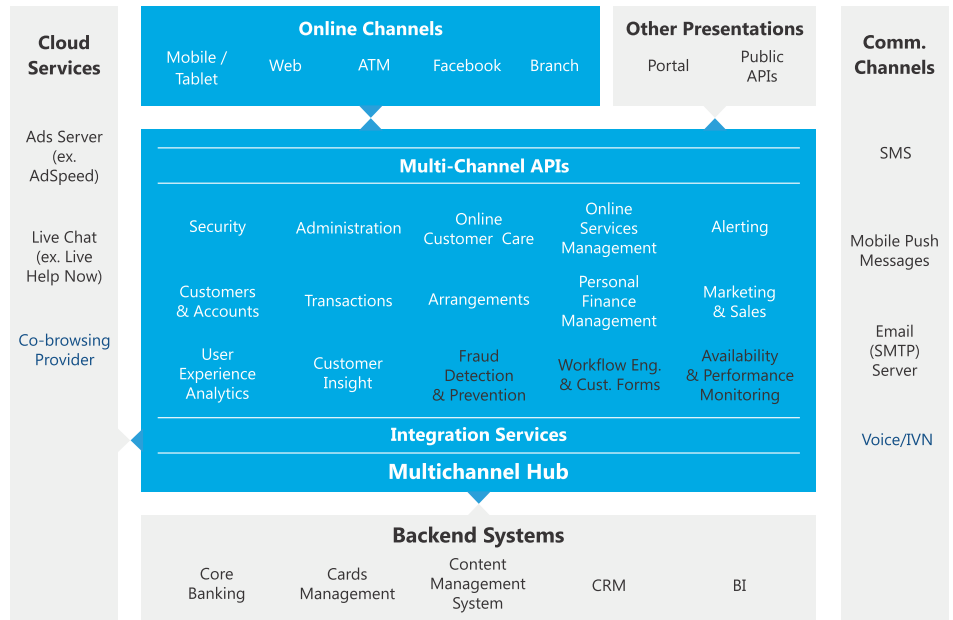 Cloud
Services
Ads Server
(ex.
AdSpeed)
Live Chat
(ex. Live
Help Now)
Co-browsing
Provider
Online Channels
Mobile /
Tablet
Web
ATM
Facebook
Branch
Other Presentations
Portal
Public
APIs
Multi-Channel APIs
Security
Administration
Online
Customer Care
Online
Services
Management
Alerting
Customers
& Accounts
Transactions
Arrangements
Personal
Finance
Management
Marketing
& Sales
User
Experience
Analytics
Customer
Insight
Fraud
Detection
& Prevention
Workflow Eng.
& Cust. Forms
Availability
& Performance
Monitoring
Integration Services
Multichannel Hub
Backend Systems
Core
Banking
Cards
Management
Content
Management
System
CRM
BI
Comm.
Channels
SMS
Mobile Push
Messages
Email
(SMTP)
Server
Voice/IVN